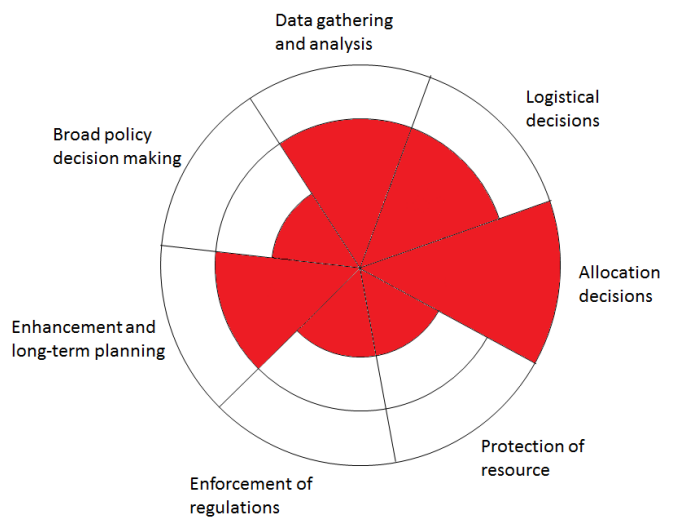 Data gathering
and analysis
Logistical
decisions
Broad policy
decision making
Allocation
decisions
Enhancement and
long-term planning
Protection of
resource
Enforcement of
regulations